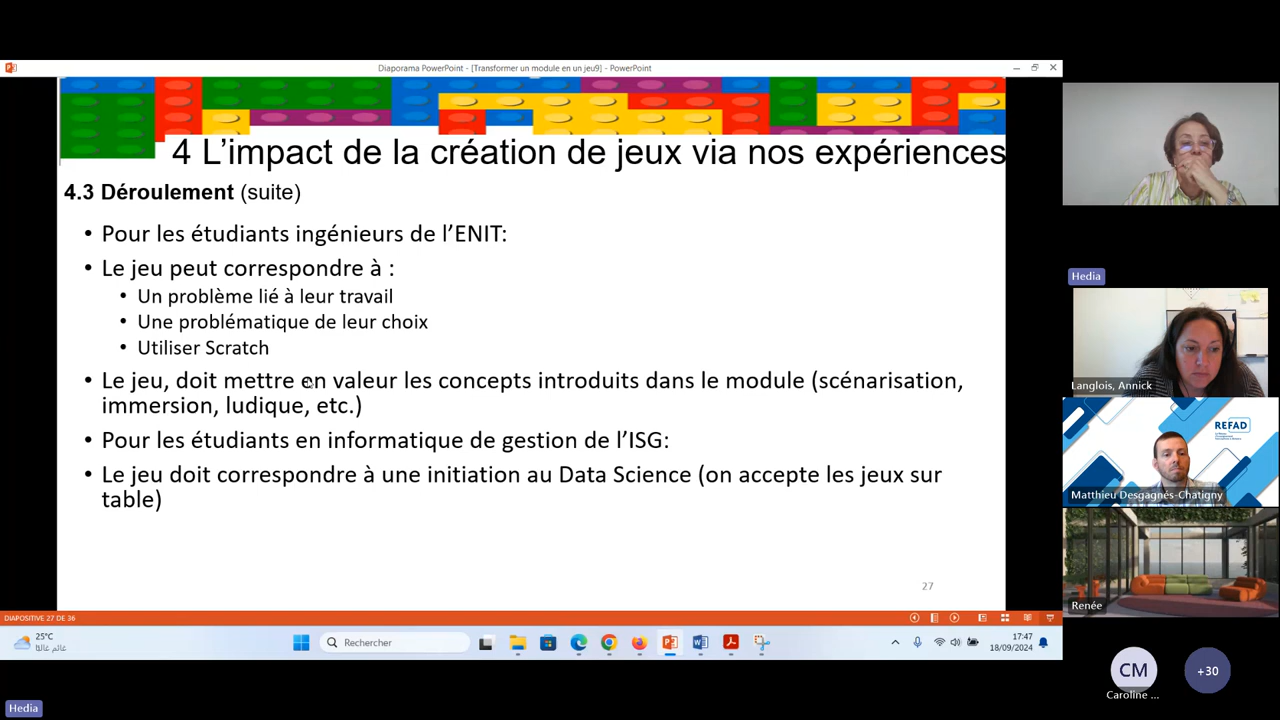 Diaporama PowerPoint - [Transformer un module en un jeu9] - PowerPoint
4 L’impact de la création de jeux via nos expériences
4.3 Déroulement (suite)
• Pour les étudiants ingénieurs de l’ENIT:
• Le jeu peut correspondre à :
• Un problème lié à leur travail
• Une problématique de leur choix
• Utiliser Scratch
• Le jeu, doit mettre en valeur les concepts introduits dans le module (scénarisation,
immersion, ludique, etc.)
• Pour les étudiants en informatique de gestion de l’ISG:
• Le jeu doit correspondre à une initiation au Data Science (on accepte les jeux sur
table)
27
DIAPOSITIVE 27 DE 36
25°C
غائم غالبًا
Rechercher
17:47
18/09/2024
Hedia
Hedia
Langlois, Annick
REFAD
Matthieu Desgagnés-Chatigny
Renée
CM
Caroline ...
+30